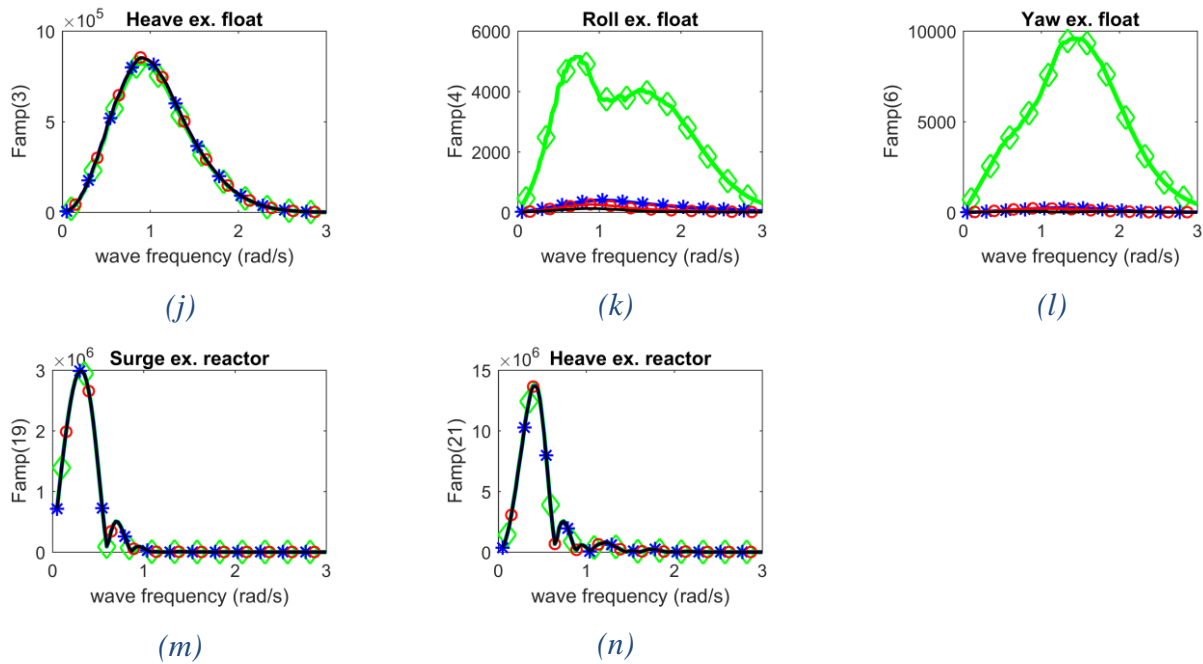 Heave ex. float
×10^5
10
5
0
0 1 2 3
Famp(3)
wave frequency (rad/s)
(j)
Roll ex. float
6000
4000
2000
0
0 1 2 3
Famp(4)
wave frequency (rad/s)
(k)
Yaw ex. float
10000
5000
0
0 1 2 3
Famp(6)
wave frequency (rad/s)
(l)
Surge ex. reactor
×10^6
3
2
1
0
0 1 2 3
Famp(19)
wave frequency (rad/s)
(m)
Heave ex. reactor
×10^6
15
10
5
0
0 1 2 3
Famp(21)
wave frequency (rad/s)
(n)